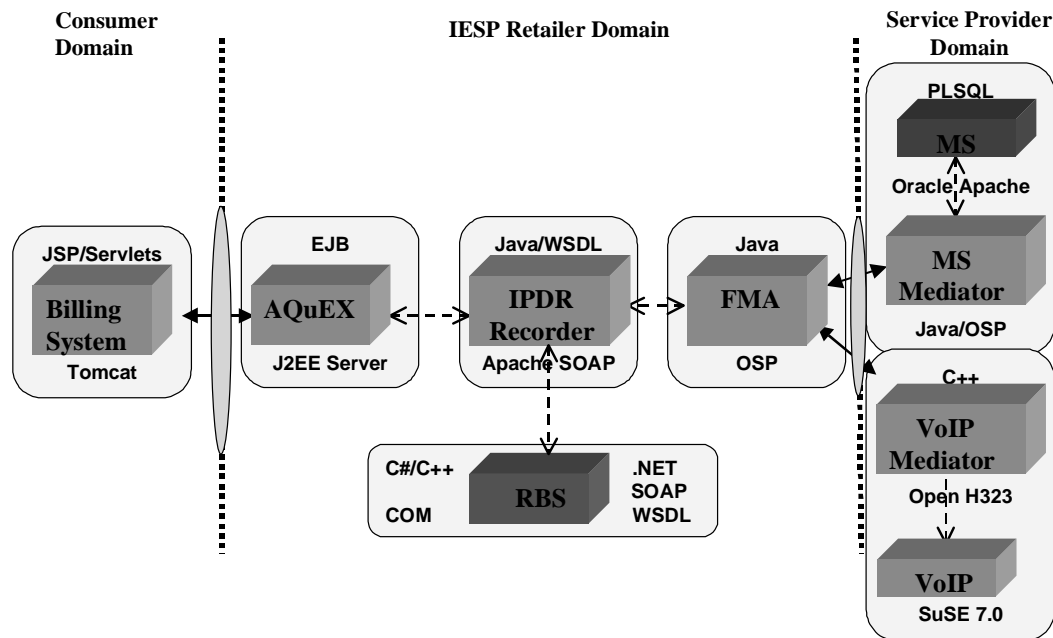 Consumer
Domain
IESP Retailer Domain
Service Provider
Domain
JSP/Servlets
Billing
System
Tomcat
EJB
AQuEX
J2EE Server
Java/WSDL
IPDR
Recorder
Apache SOAP
C#/C++
COM
RBS
.NET
SOAP
WSDL
Java
FMA
OSP
PLSQL
MS
Oracle Apache
MS
Mediator
Java/OSP
C++
VoIP
Mediator
Open H323
VoIP
SuSE 7.0